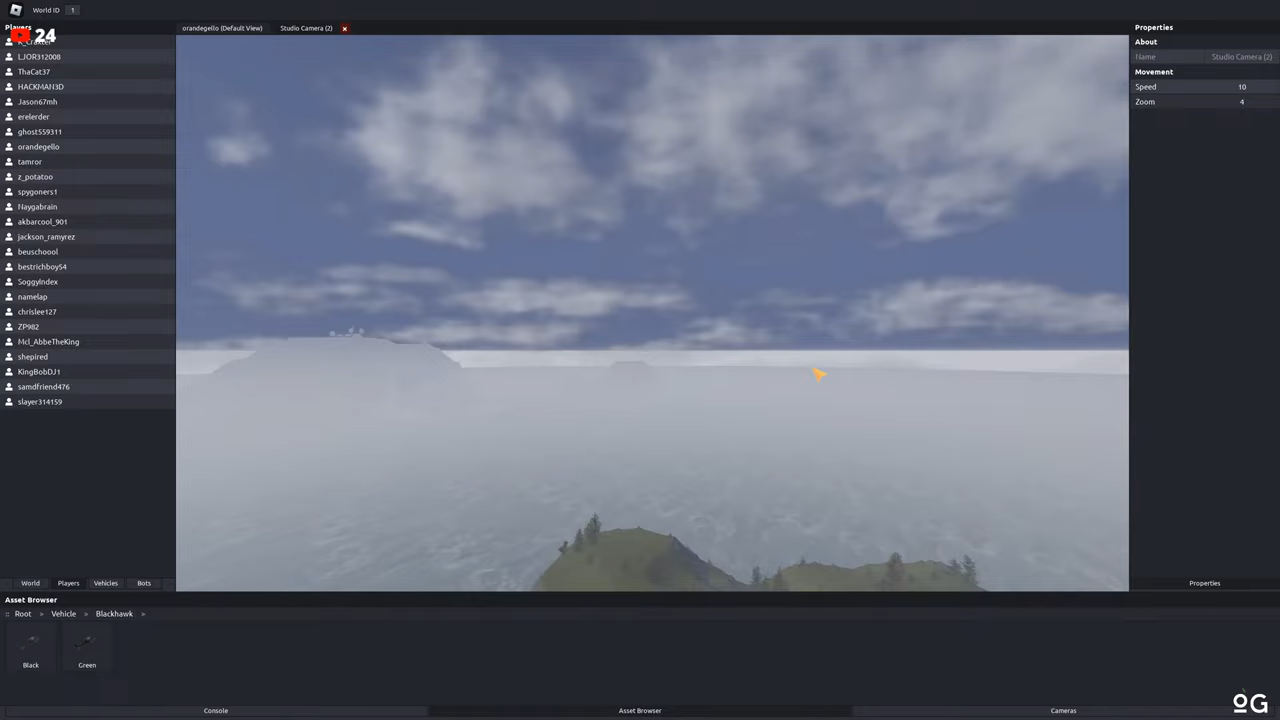 World ID
1
Players
24
orandegello (Default View)
Studio Camera (2)
x
LJOR312008
ThaCat37
HACKMAN3D
Jason67mh
erelerder
ghost559311
orandegello
tamror
z_potatoo
spygoners1
Naygabrain
akbarcool_901
jackson_ramyrez
beuschoool
bestrichboy54
SoggyIndex
namelap
chrislee127
ZP982
Mcl_AbbeTheKing
shepired
KingBobDJ1
samdfriend476
slayer314159
World
Players
Vehicles
Bots
Properties
About
Name
Studio Camera (2)
Movement
Speed
10
Zoom
4
Properties
Asset Browser
:: Root > Vehicle > Blackhawk >
Black
Green
Console
Asset Browser
Cameras
OG